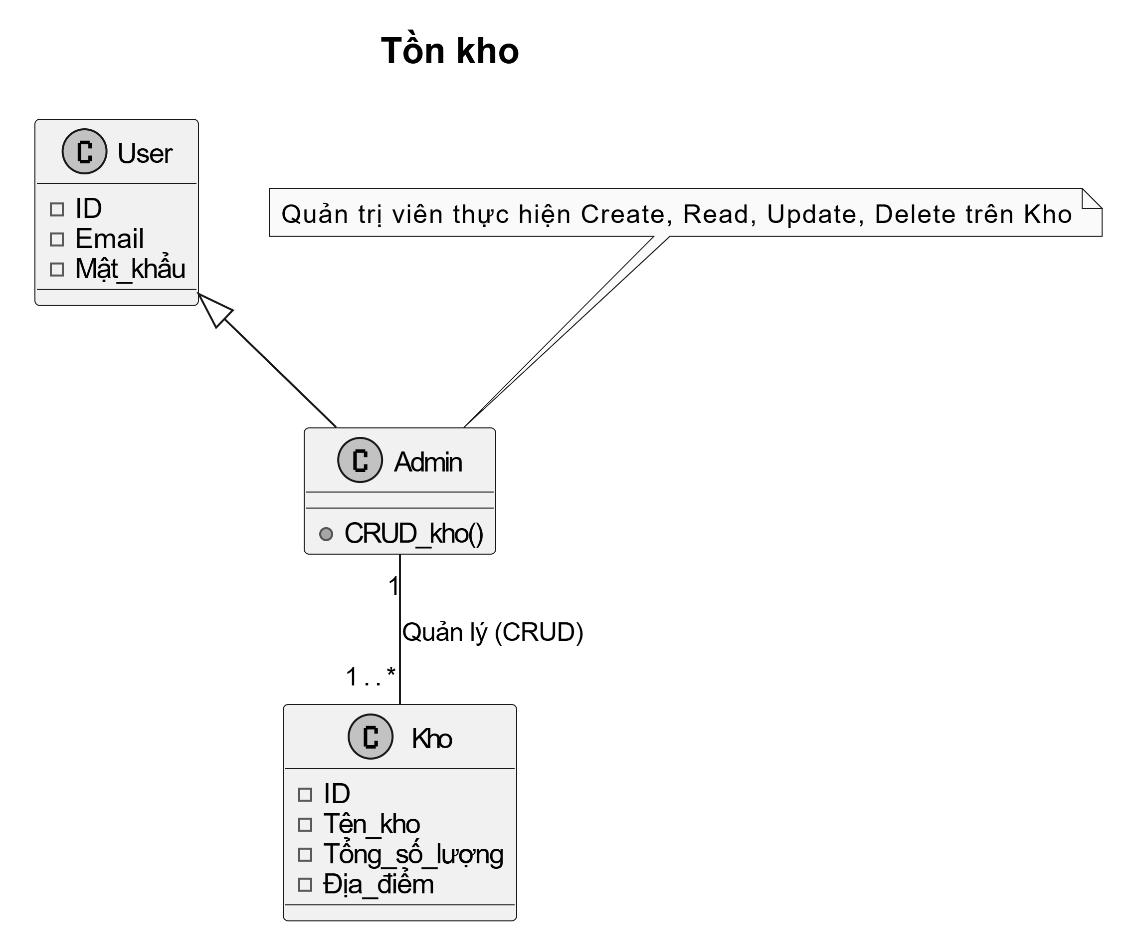 Tồn kho
C User
ID
Email
Mật_khẩu
Quản trị viên thực hiện Create, Read, Update, Delete trên Kho
C Admin
CRUD_kho()
1
Quản lý (CRUD)
1..*
C Kho
ID
Tên_kho
Tổng_số_lượng
Địa_điểm